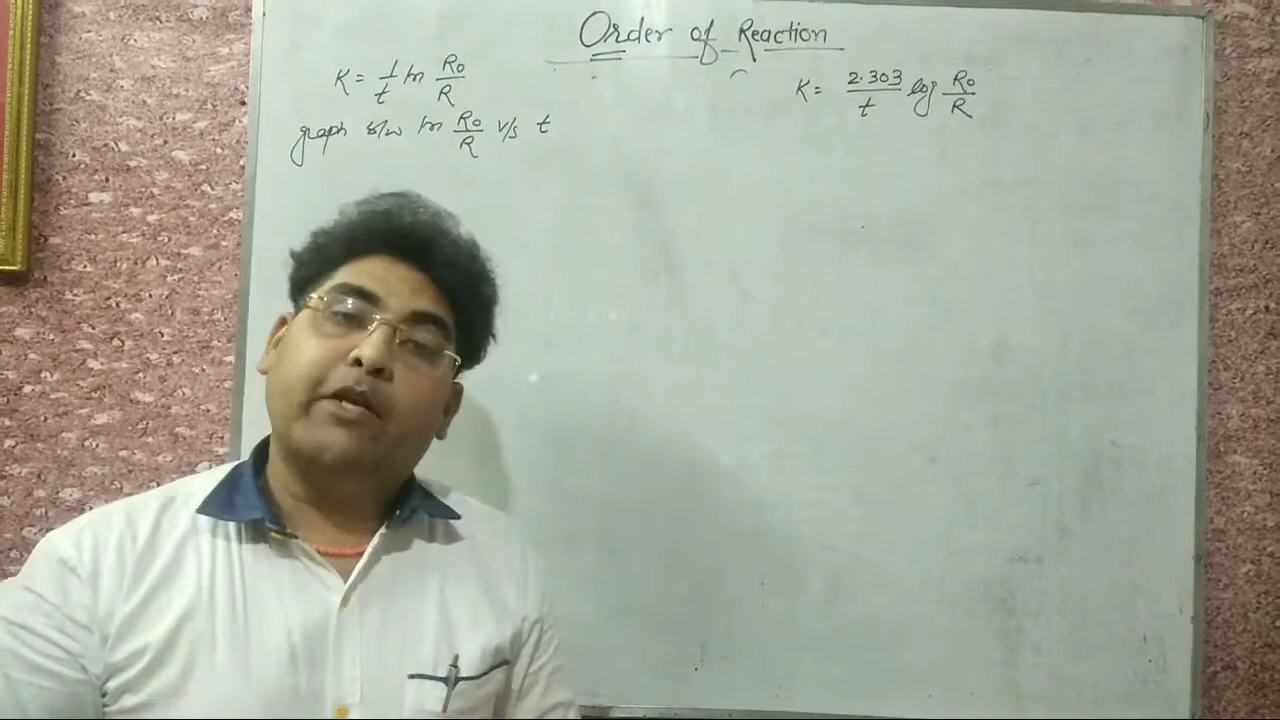 Order of Reaction
K = 1/t ln R₀/R
graph b/w ln R₀/R v/s t
K = 2.303/t log R₀/R